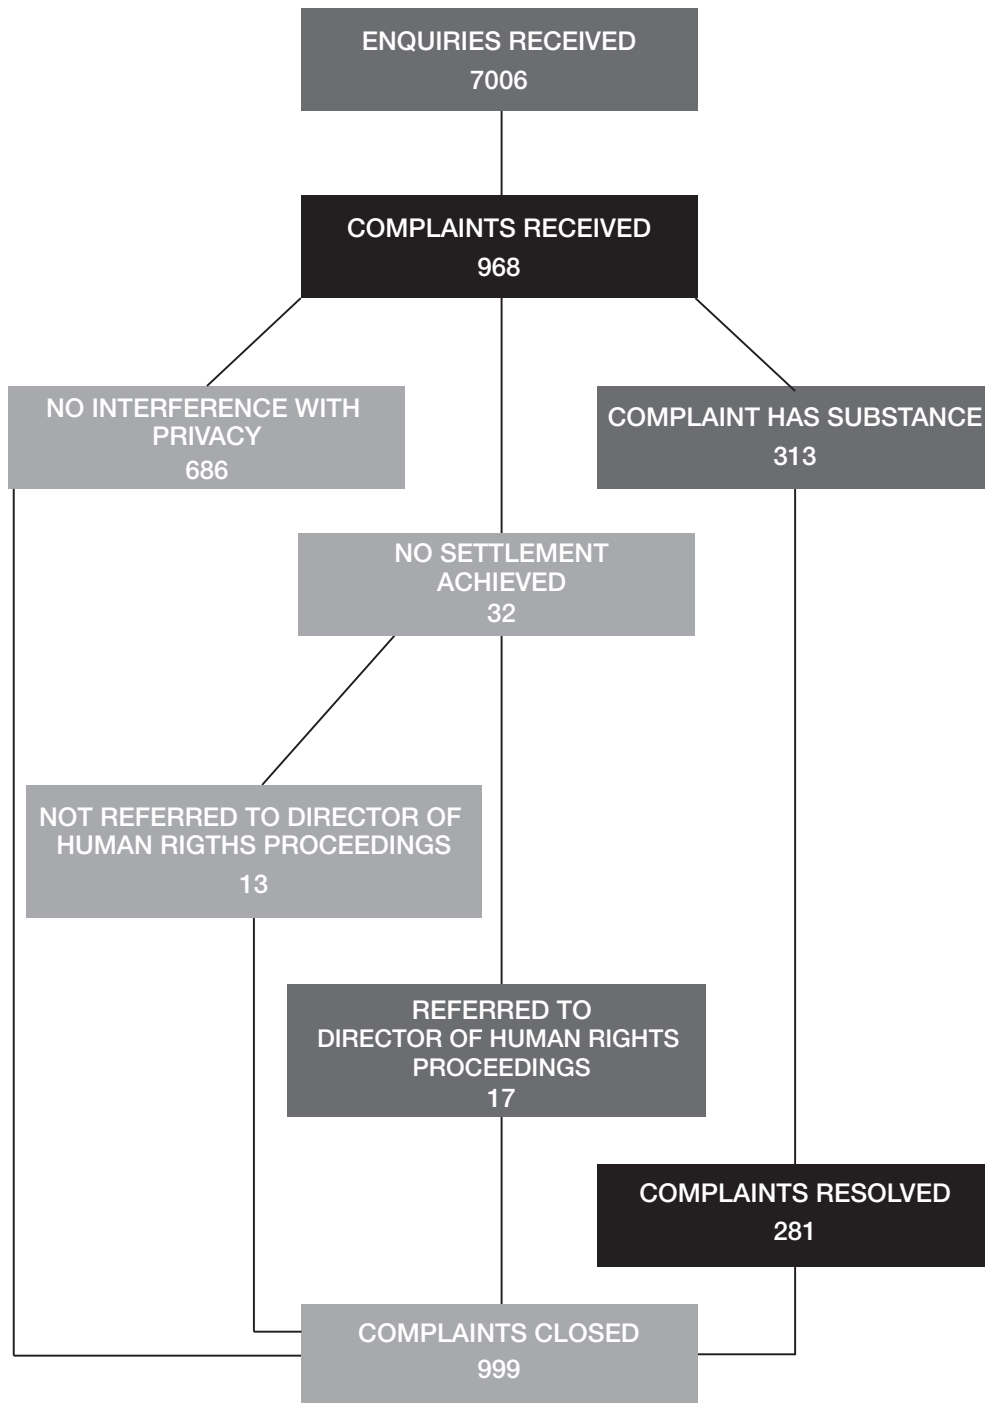 ENQUIRIES RECEIVED
7006
COMPLAINTS RECEIVED
968
NO INTERFERENCE WITH
PRIVACY
686
COMPLAINT HAS SUBSTANCE
313
NO SETTLEMENT
ACHIEVED
32
NOT REFERRED TO DIRECTOR OF
HUMAN RIGTHS PROCEEDINGS
13
REFERRED TO
DIRECTOR OF HUMAN RIGHTS
PROCEEDINGS
17
COMPLAINTS RESOLVED
281
COMPLAINTS CLOSED
999